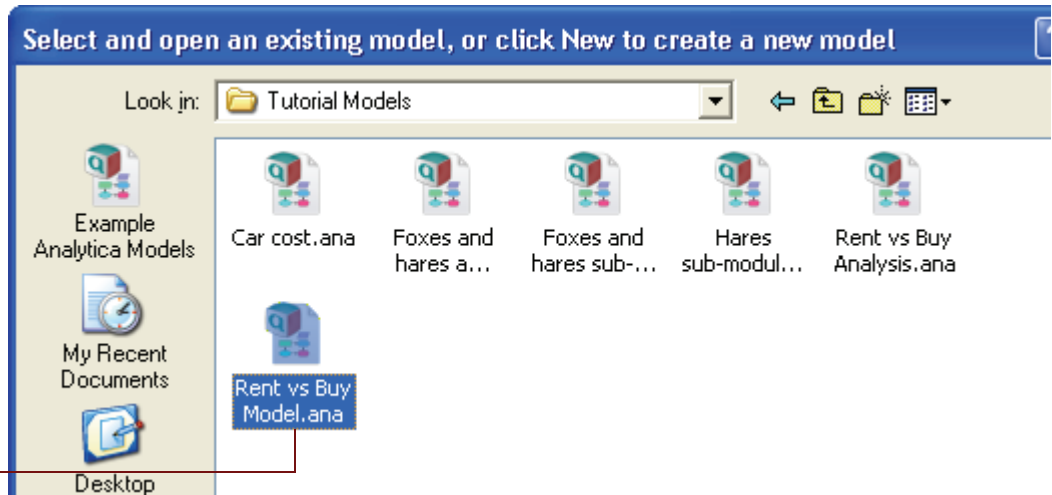 Select and open an existing model, or click New to create a new model
Look in: Tutorial Models
Example
Analytica Models
My Recent
Documents
Desktop
Car cost.ana
Foxes and
hares a...
Foxes and
hares sub-...
Hares
sub-modul...
Rent vs Buy
Analysis.ana
Rent vs Buy
Model.ana